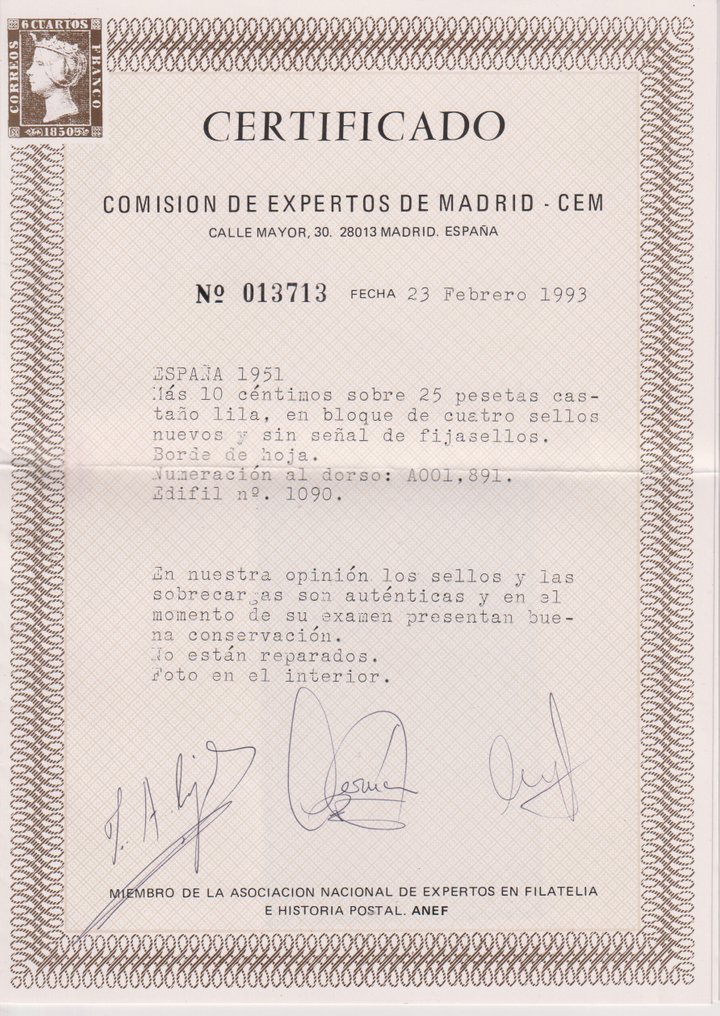 6 CUARTOS
CORREOS
FRANCO
1850
CERTIFICADO
COMISION DE EXPERTOS DE MADRID - CEM
CALLE MAYOR, 30. 28013 MADRID. ESPAÑA
Nº 013713 FECHA 23 Febrero 1993
ESPAÑA 1951
Más 10 céntimos sobre 25 pesetas cas-
taño lila, en bloque de cuatro sellos
nuevos y sin señal de fijasellos.
Borde de hoja.
Numeración al dorso: A001,891.
Edifil nº. 1090.
En nuestra opinión los sellos y las
sobrecargas son auténticas y en el
momento de su examen presentan bue-
na conservación.
No están reparados.
Foto en el interior.
MIEMBRO DE LA ASOCIACION NACIONAL DE EXPERTOS EN FILATELIA
E HISTORIA POSTAL. ANEF